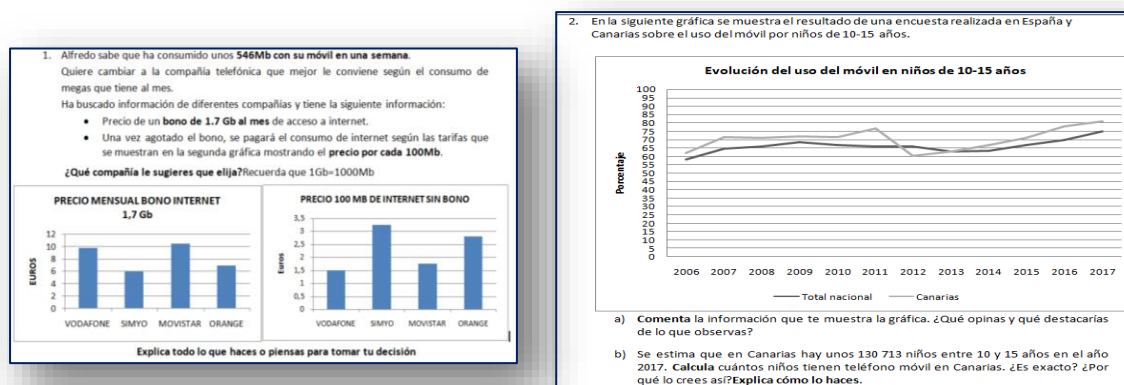 1. Alfredo sabe que ha consumido unos 546Mb con su móvil en una semana.
Quiere cambiar a la compañía telefónica que mejor le conviene según el consumo de
megas que tiene al mes.
Ha buscado información de diferentes compañías y tiene la siguiente información:
• Precio de un bono de 1.7 Gb al mes de acceso a internet.
• Una vez agotado el bono, se pagará el consumo de internet según las tarifas que
se muestran en la segunda gráfica mostrando el precio por cada 100Mb.
¿Qué compañía le sugieres que elija?Recuerda que 1Gb=1000Mb
PRECIO MENSUAL BONO INTERNET
1,7 Gb
EUROS
12
10
8
6
4
2
0
VODAFONE SIMYO MOVISTAR ORANGE
PRECIO 100 MB DE INTERNET SIN BONO
Euros
3,5
3
2,5
2
1,5
1
0,5
0
VODAFONE SIMYO MOVISTAR ORANGE
Explica todo lo que haces o piensas para tomar tu decisión
2. En la siguiente gráfica se muestra el resultado de una encuesta realizada en España y
Canarias sobre el uso del móvil por niños de 10-15 años.
Evolución del uso del móvil en niños de 10-15 años
Porcentaje
100
95
90
85
80
75
70
65
60
55
50
45
40
35
30
25
20
15
10
5
0
2006 2007 2008 2009 2010 2011 2012 2013 2014 2015 2016 2017
Total nacional Canarias
a) Comenta la información que te muestra la gráfica. ¿Qué opinas y qué destacarías
de lo que observas?
b) Se estima que en Canarias hay unos 130 713 niños entre 10 y 15 años en el año
2017. Calcula cuántos niños tienen teléfono móvil en Canarias. ¿Es exacto? ¿Por
qué lo crees así?Explica cómo lo haces.